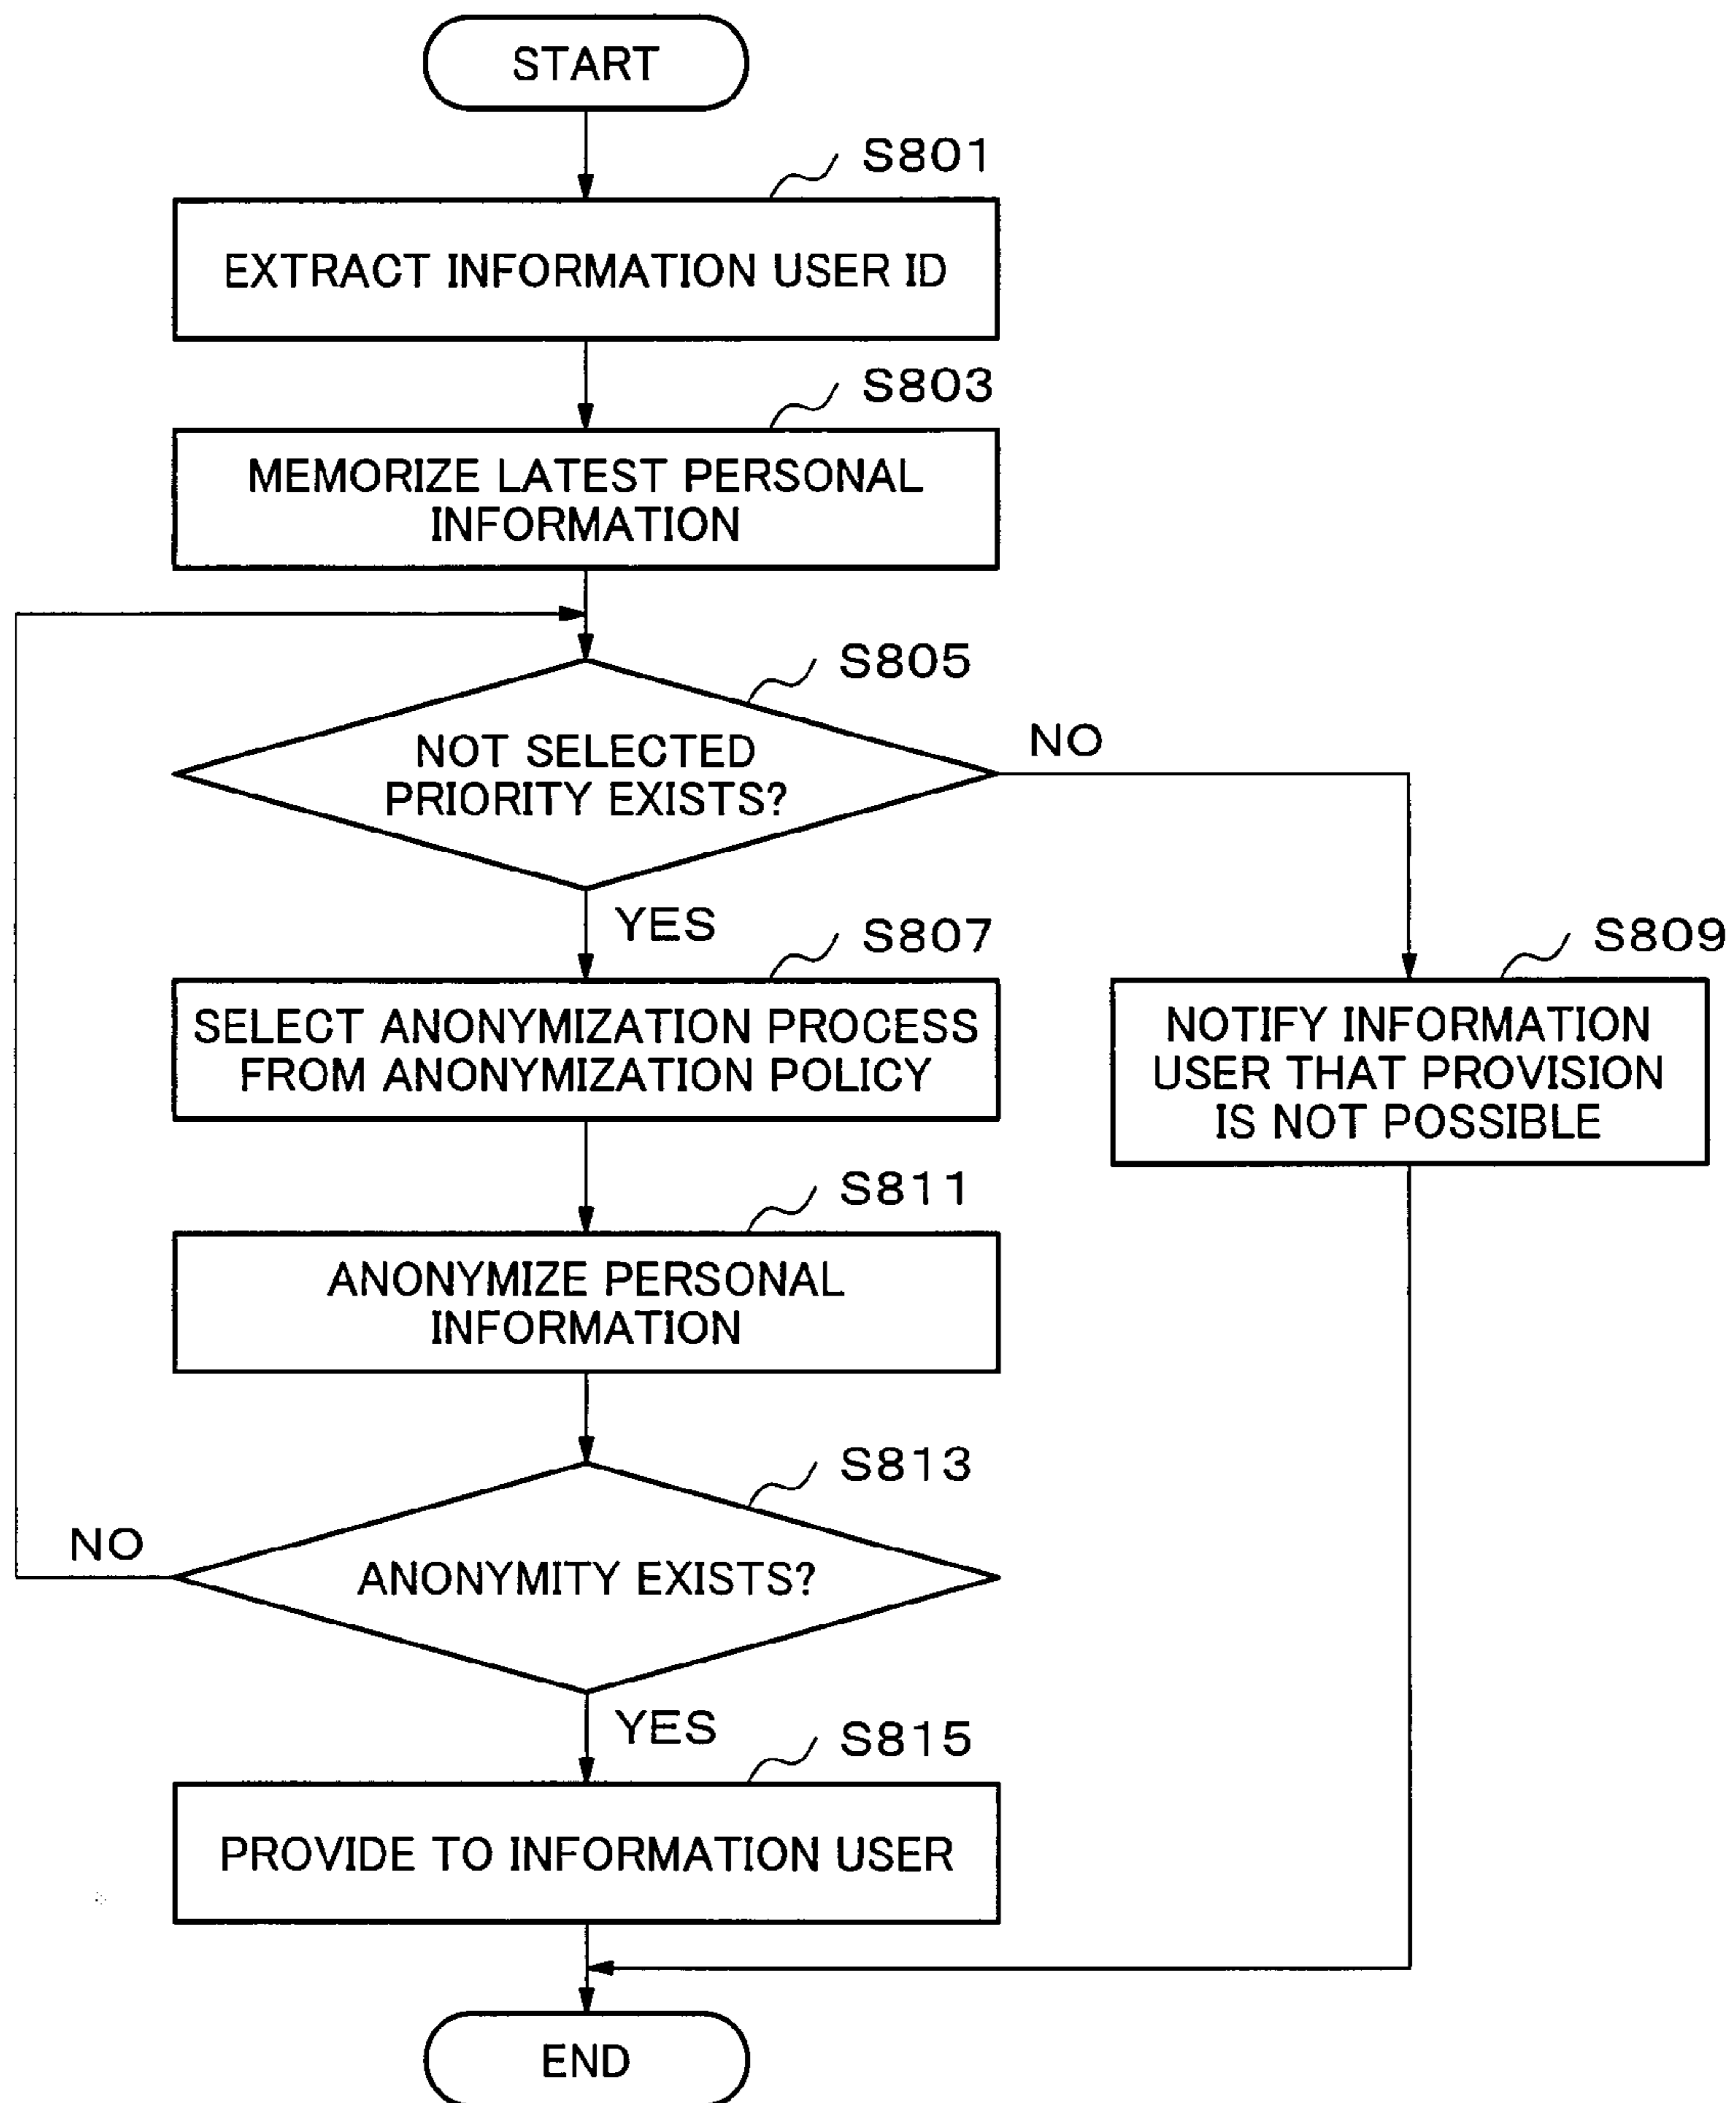 START
S801
EXTRACT INFORMATION USER ID
S803
MEMORIZE LATEST PERSONAL
INFORMATION
S805
NOT SELECTED
PRIORITY EXISTS?
NO
YES
S807
SELECT ANONYMIZATION PROCESS
FROM ANONYMIZATION POLICY
S809
NOTIFY INFORMATION
USER THAT PROVISION
IS NOT POSSIBLE
S811
ANONYMIZE PERSONAL
INFORMATION
S813
ANONYMITY EXISTS?
NO
YES
S815
PROVIDE TO INFORMATION USER
END